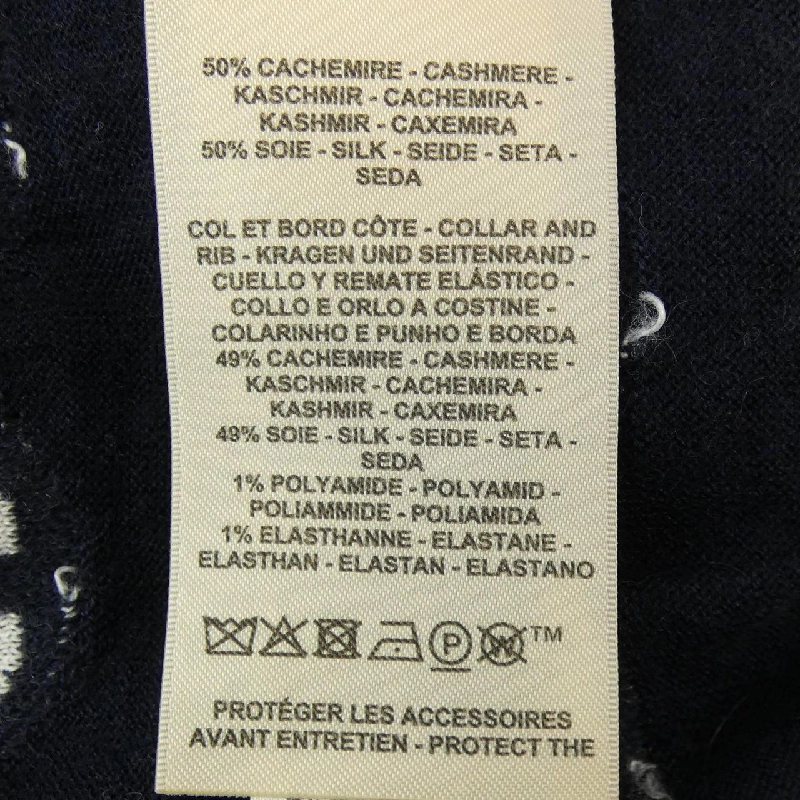 50% CACHEMIRE - CASHMERE -
KASCHMIR - CACHEMIRA -
KASHMIR - CAXEMIRA
50% SOIE - SILK - SEIDE - SETA -
SEDA
COL ET BORD CÔTE - COLLAR AND
RIB - KRAGEN UND SEITENRAND -
CUELLO Y REMATE ELÁSTICO -
COLLO E ORLO A COSTINE -
COLARINHO E PUNHO E BORDA
49% CACHEMIRE - CASHMERE -
KASCHMIR - CACHEMIRA -
KASHMIR - CAXEMIRA
49% SOIE - SILK - SEIDE - SETA -
SEDA
1% POLYAMIDE - POLYAMID -
POLIAMMIDE - POLIAMIDA
1% ELASTHANNE - ELASTANE -
ELASTHAN - ELASTAN - ELASTANO
P W TM
PROTÉGER LES ACCESSOIRES
AVANT ENTRETIEN - PROTECT THE